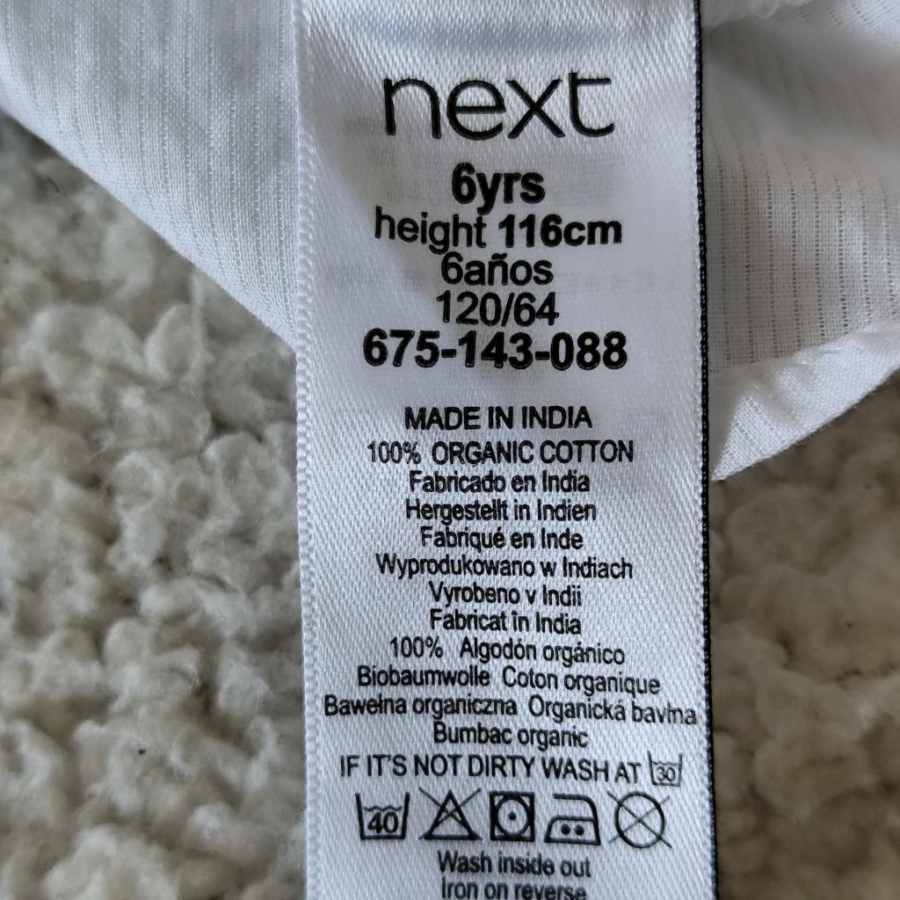 next
6yrs
height 116cm
6años
120/64
675-143-088
MADE IN INDIA
100% ORGANIC COTTON
Fabricado en India
Hergestellt in Indien
Fabriqué en Inde
Wyprodukowano w Indiach
Vyrobeno v Indii
Fabricat în India
100% Algodón orgánico
Biobaumwolle Coton organique
Bawełna organiczna Organická bavlna
Bumbac organic
IF IT'S NOT DIRTY WASH AT 30
40
Wash inside out
Iron on reverse